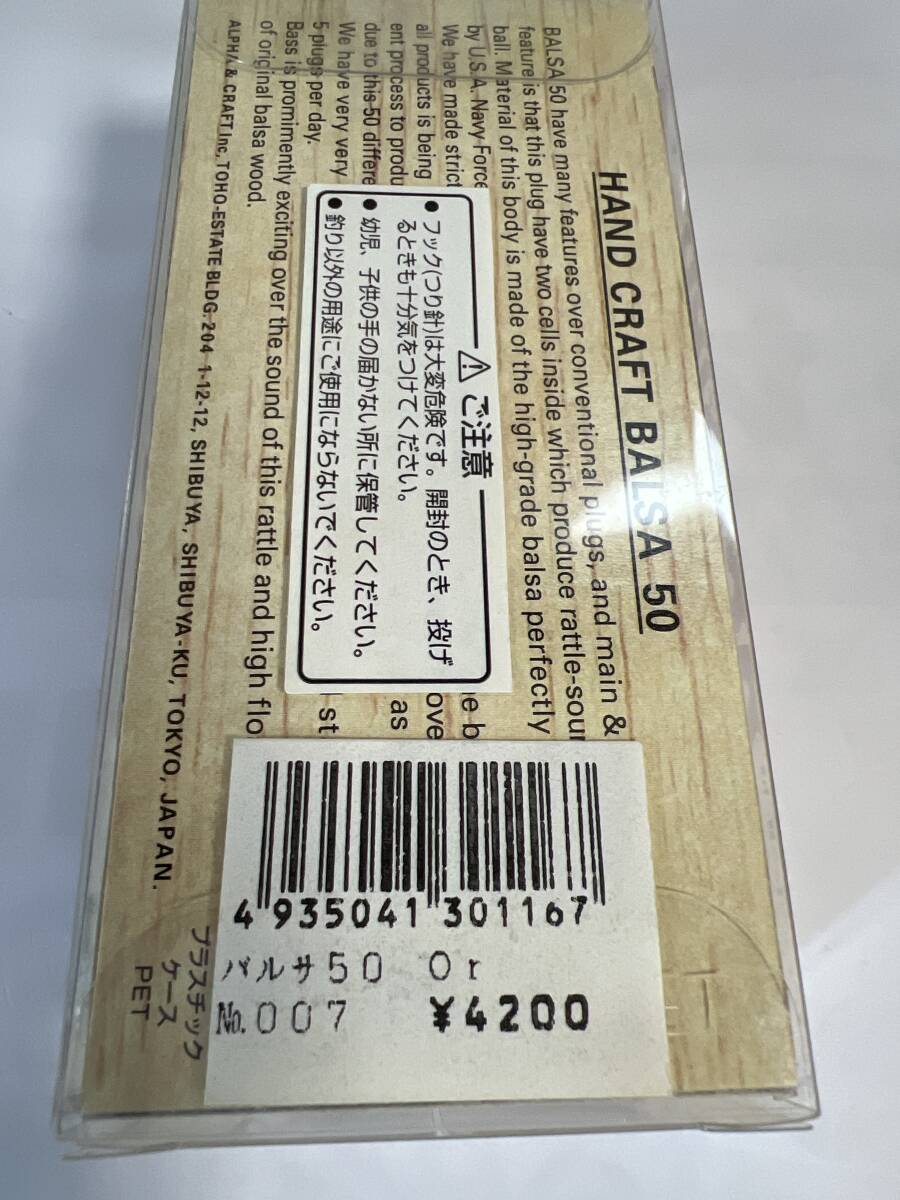 HAND CRAFT BALSA 50
BALSA 50 have many features over conventional plugs, and main &
feature is that this plug have two cells inside which produce rattle-sou
ball. Material of this body is made of the high-grade balsa perfectly
by U.S.A. Navy Force
We have made strict
all products is being
ove
ent process to produ
as
due to this 50 differe
We have very very
st
5-plugs per day.
Bass is promimently exciting over the sound of this rattle and high flo
of original balsa wood.
ALPHA & CRAFT Inc. TOHO-ESTATE BLDG. 204 1-12-12, SHIBUYA, SHIBUYA-KU, TOKYO, JAPAN.
⚠ ご注意
● フック(つり針)は大変危険です。開封のとき、投げ
るときも十分気をつけてください。
● 幼児、子供の手の届かない所に保管してください。
● 釣り以外の用途にご使用にならないでください。
4 935041 301167
バルサ50 Or
No.007 ¥4200
プラスチック
ケース
PET